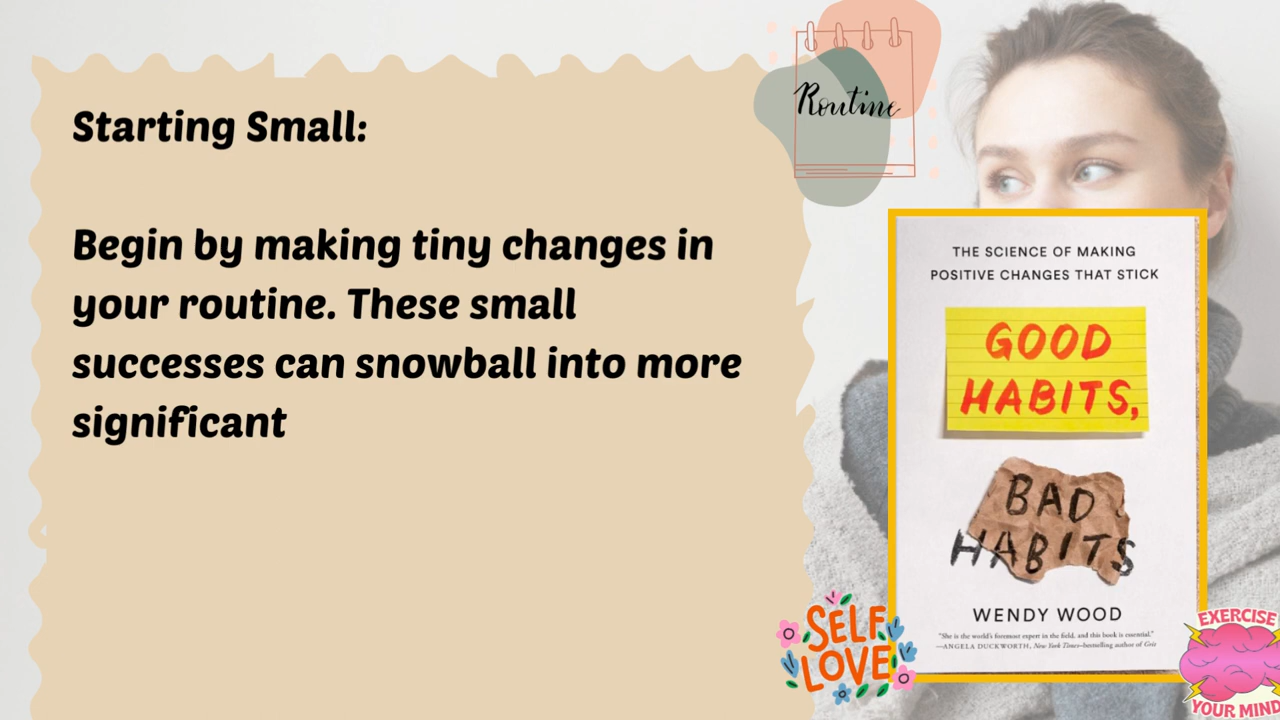 Starting Small:
Begin by making tiny changes in
your routine. These small
successes can snowball into more
significant
Routine
THE SCIENCE OF MAKING
POSITIVE CHANGES THAT STICK
GOOD
HABITS,
BAD
HABITS
WENDY WOOD
"She is the world's foremost expert in the field, and this book is essential."
—ANGELA DUCKWORTH, New York Times–bestselling author of Grit
SELF
LOVE
EXERCISE
YOUR MIND